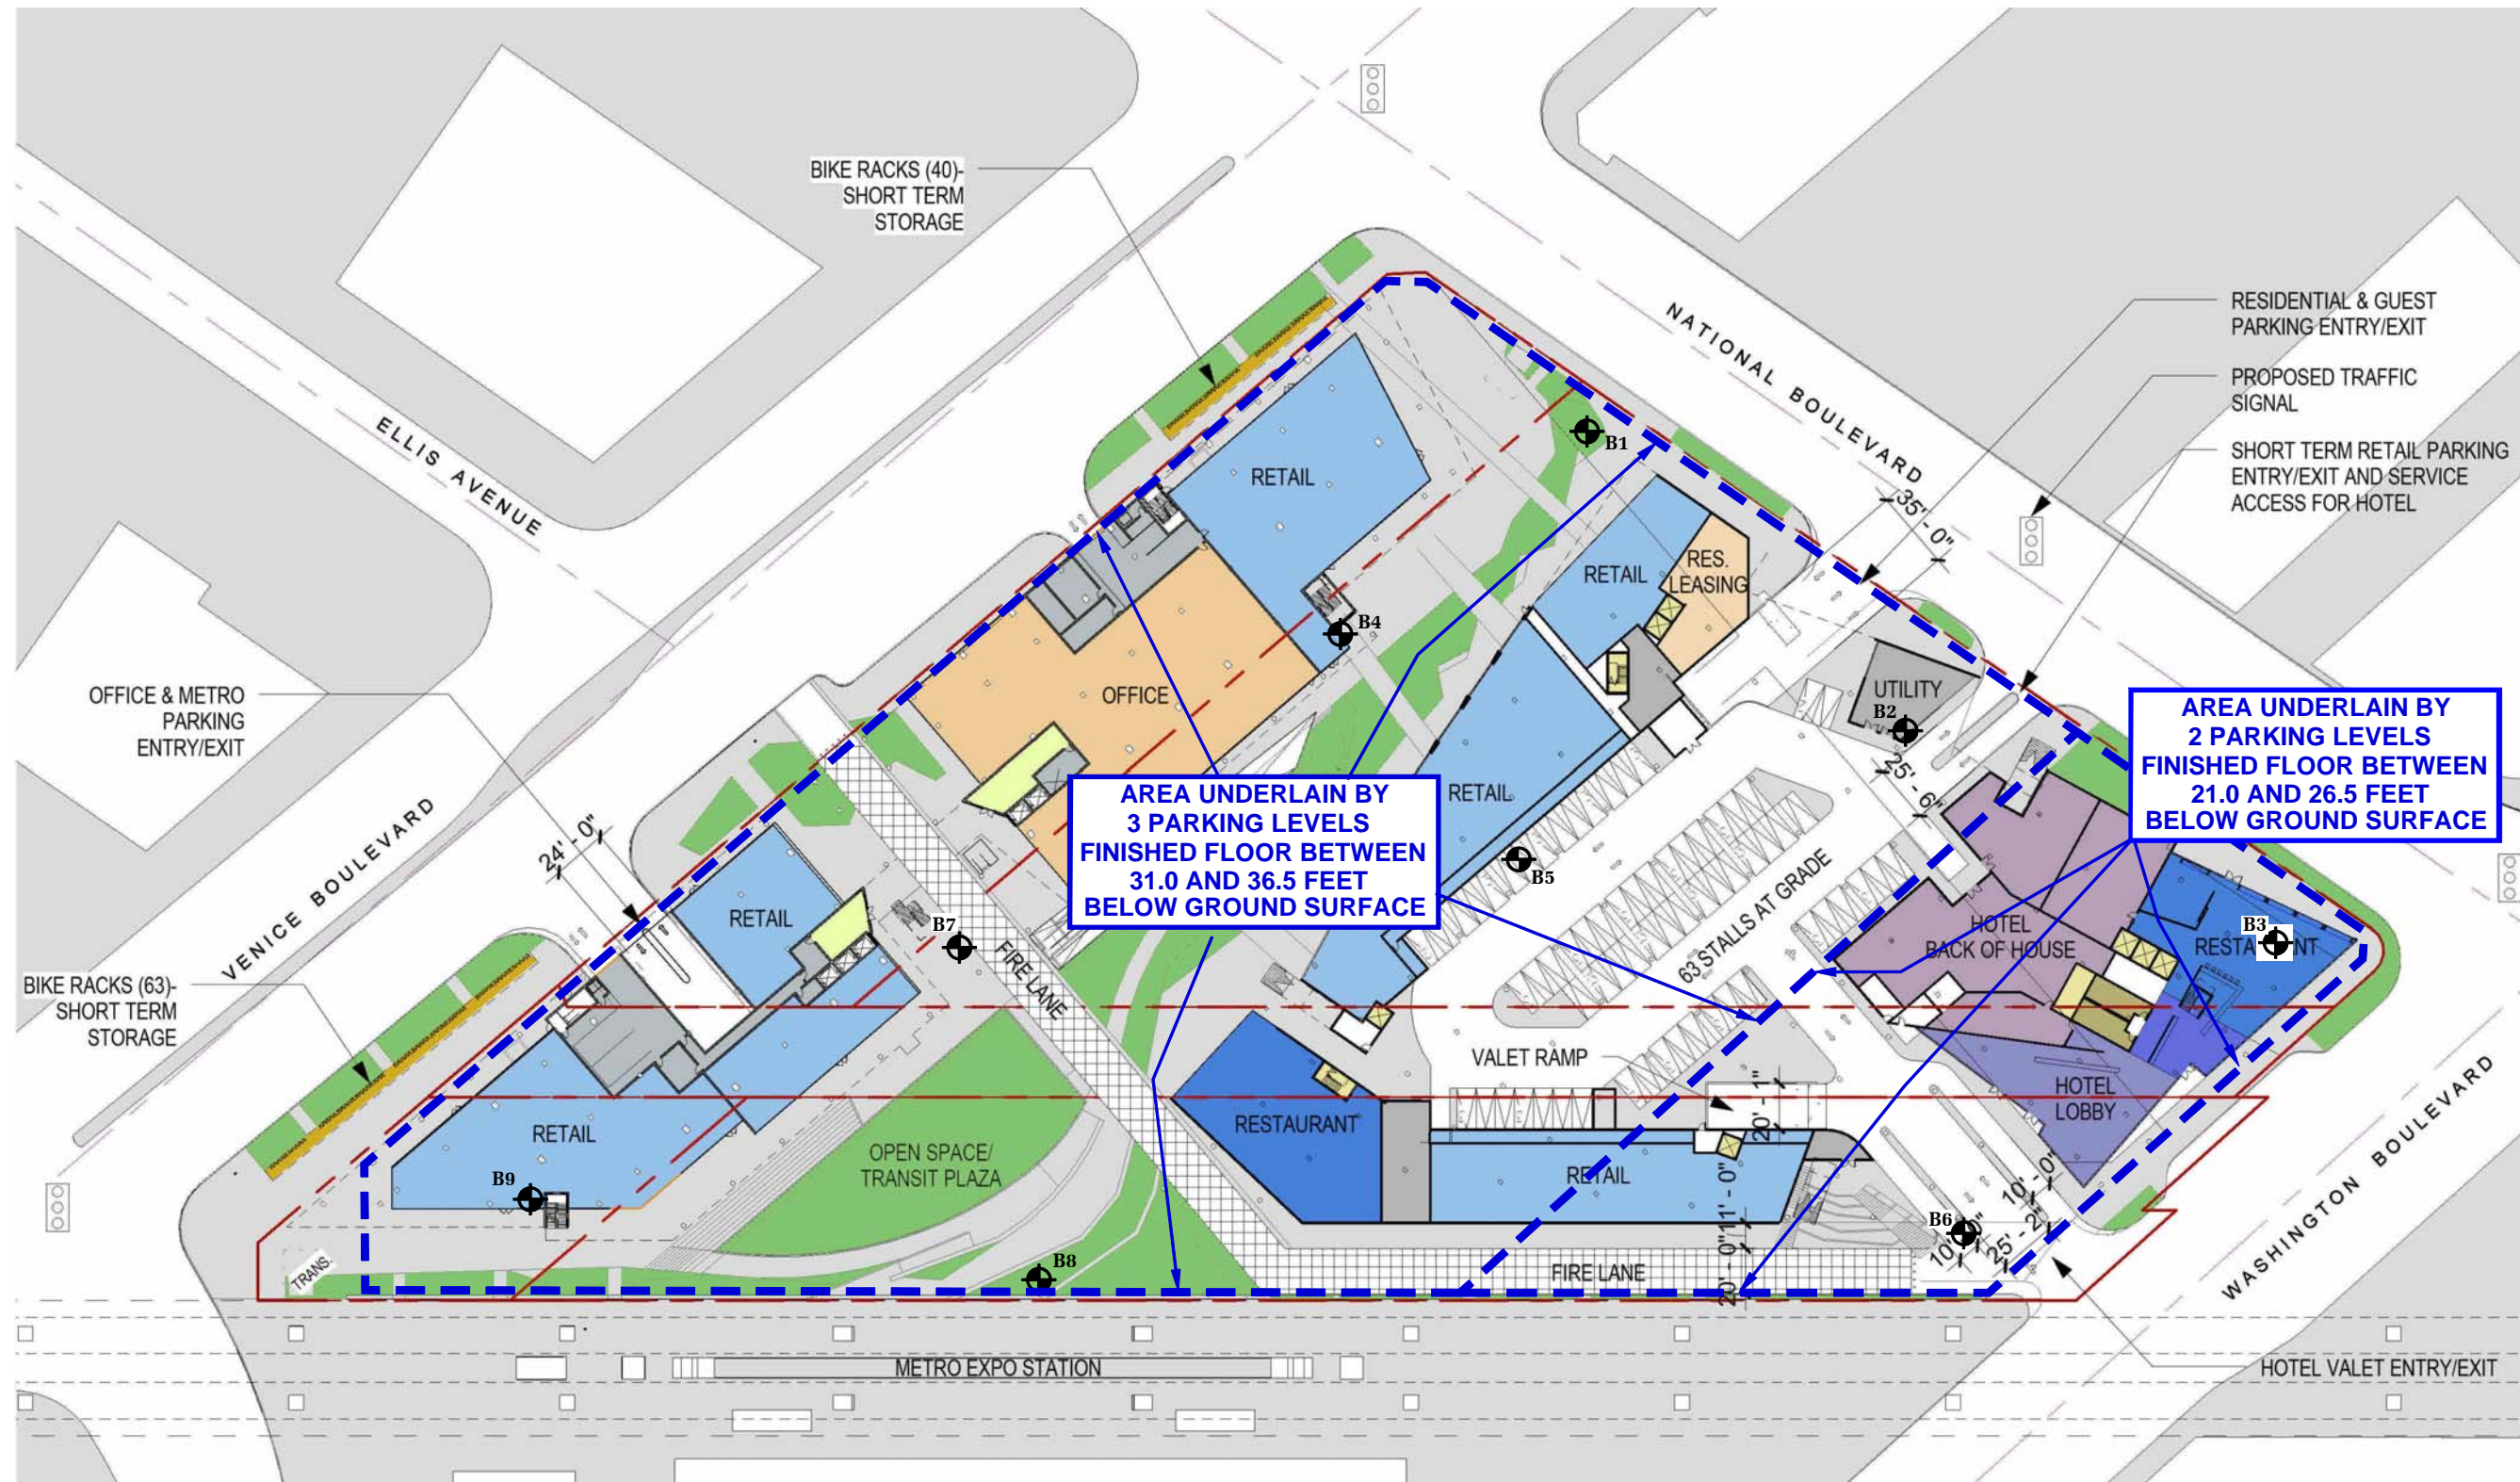 BIKE RACKS (40)-
SHORT TERM
STORAGE
NATIONAL BOULEVARD
RESIDENTIAL & GUEST
PARKING ENTRY/EXIT
PROPOSED TRAFFIC
SIGNAL
SHORT TERM RETAIL PARKING
ENTRY/EXIT AND SERVICE
ACCESS FOR HOTEL
ELLIS AVENUE
RETAIL
B1
35'- 0"
RETAIL
RES.
LEASING
B4
OFFICE & METRO
PARKING
ENTRY/EXIT
OFFICE
UTILITY
B2
25'- 6"
AREA UNDERLAIN BY
2 PARKING LEVELS
FINISHED FLOOR BETWEEN
21.0 AND 26.5 FEET
BELOW GROUND SURFACE
AREA UNDERLAIN BY
3 PARKING LEVELS
FINISHED FLOOR BETWEEN
31.0 AND 36.5 FEET
BELOW GROUND SURFACE
RETAIL
B5
63 STALLS AT GRADE
VENICE BOULEVARD
24'- 0"
RETAIL
B7
FIRE LANE
HOTEL
BACK OF HOUSE
B3
RESTAURANT
BIKE RACKS (63)-
SHORT TERM
STORAGE
VALET RAMP
20'- 1"
HOTEL
LOBBY
RETAIL
RESTAURANT
OPEN SPACE/
TRANSIT PLAZA
RETAIL
B9
11'- 0"
20'- 0"
10'- 0"
B6
10'- 0"
25'- 2"
WASHINGTON BOULEVARD
TRANS.
B8
FIRE LANE
METRO EXPO STATION
HOTEL VALET ENTRY/EXIT